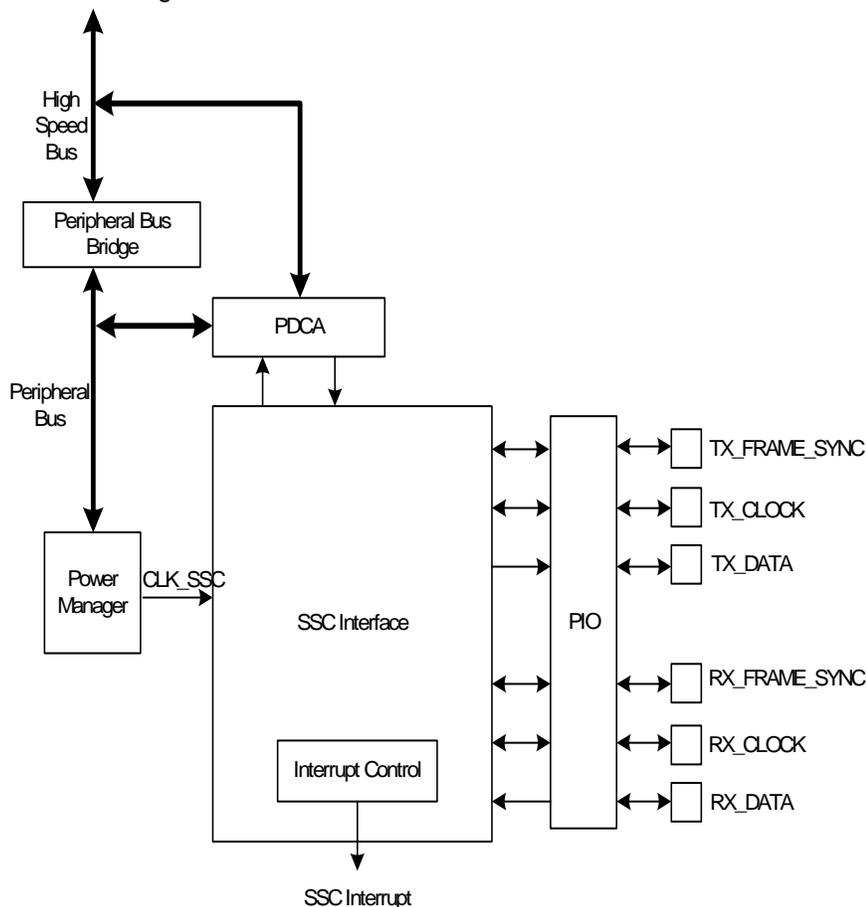 High
Speed
Bus
Peripheral Bus
Bridge
PDCA
Peripheral
Bus
Power
Manager
CLK_SSC
SSC Interface
PIO
TX_FRAME_SYNC
TX_CLOCK
TX_DATA
RX_FRAME_SYNC
RX_CLOCK
RX_DATA
Interrupt Control
SSC Interrupt